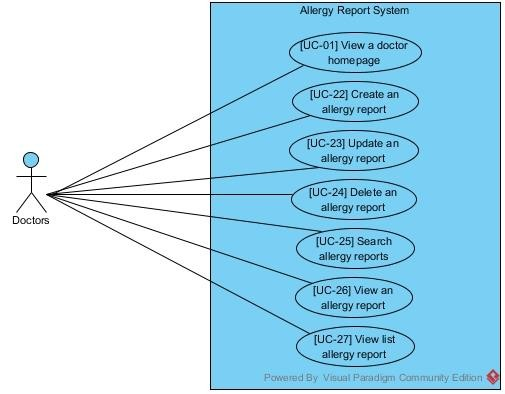 Allergy Report System
[UC-01] View a doctor
homepage
[UC-22] Create an
allergy report
[UC-23] Update an
allergy report
[UC-24] Delete an
allergy report
[UC-25] Search
allergy reports
[UC-26] View an
allergy report
[UC-27] View list
allergy report
Doctors
Powered By Visual Paradigm Community Edition